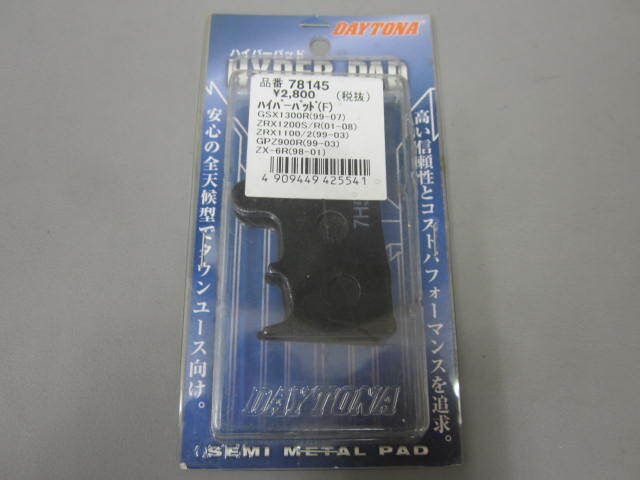 DAYTONA
ハイパーパッド
HYPER PAD
品番 78145
¥2,800 (税抜)
ハイパーパッド(F)
GSX1300R(99-07)
ZRX1200S/R(01-08)
ZRX1100/2(99-03)
GPZ900R(99-03)
ZX-6R(98-01)
4 909449 425541
高い信頼性とコストパフォーマンスを追求。
安心の全天候型でタウンユース向け。
DAYTONA
SEMI METAL PAD